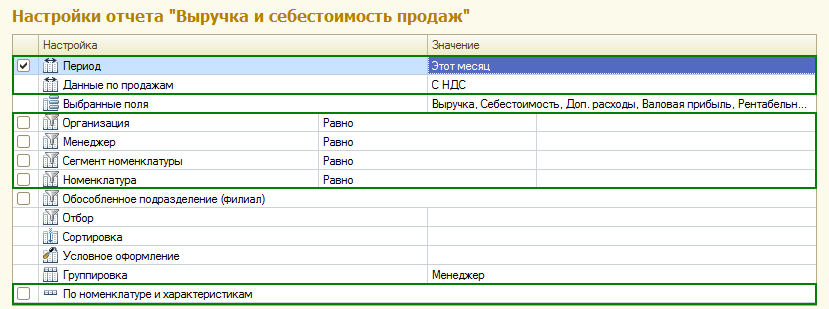 Настройки отчета "Выручка и себестоимость продаж"
Настройка Значение
Период Этот месяц
Данные по продажам С НДС
Выбранные поля Выручка, Себестоимость, Доп. расходы, Валовая прибыль, Рентабельн...
Организация Равно
Менеджер Равно
Сегмент номенклатуры Равно
Номенклатура Равно
Обособленное подразделение (филиал)
Отбор
Сортировка
Условное оформление
Группировка Менеджер
По номенклатуре и характеристикам